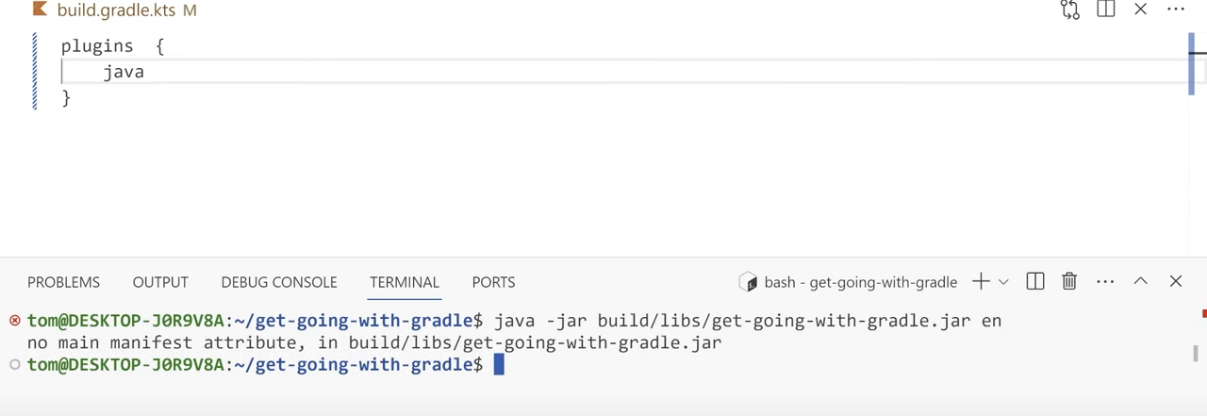 build.gradle.kts M
plugins {
java
}
PROBLEMS OUTPUT DEBUG CONSOLE TERMINAL PORTS bash - get-going-with-gradle
tom@DESKTOP-J0R9V8A:~/get-going-with-gradle$ java -jar build/libs/get-going-with-gradle.jar en
no main manifest attribute, in build/libs/get-going-with-gradle.jar
tom@DESKTOP-J0R9V8A:~/get-going-with-gradle$